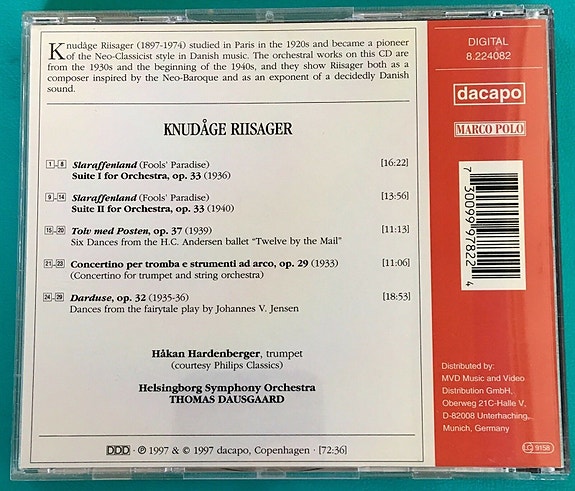 Knudåge Riisager (1897-1974) studied in Paris in the 1920s and became a pioneer
of the Neo-Classicist style in Danish music. The orchestral works on this CD are
from the 1930s and the beginning of the 1940s, and they show Riisager both as a
composer inspired by the Neo-Baroque and as an exponent of a decidedly Danish
sound.
KNUDÅGE RIISAGER
1-8 Slaraffenland (Fools' Paradise) [16:22]
Suite I for Orchestra, op. 33 (1936)
9-14 Slaraffenland (Fools' Paradise) [13:56]
Suite II for Orchestra, op. 33 (1940)
15-20 Tolv med Posten, op. 37 (1939) [11:13]
Six Dances from the H.C. Andersen ballet "Twelve by the Mail"
21-23 Concertino per tromba e strumenti ad arco, op. 29 (1933) [11:06]
(Concertino for trumpet and string orchestra)
24-29 Darduse, op. 32 (1935-36) [18:53]
Dances from the fairytale play by Johannes V. Jensen
Håkan Hardenberger, trumpet
(courtesy Philips Classics)
Helsingborg Symphony Orchestra
THOMAS DAUSGAARD
DDD · ℗ 1997 & © 1997 dacapo, Copenhagen · [72:36]
DIGITAL
8.224082
dacapo
MARCO POLO
7 30099 97822 4
Distributed by:
MVD Music and Video
Distribution GmbH,
Oberweg 21C-Halle V,
D-82008 Unterhaching,
Munich, Germany
LC 9158